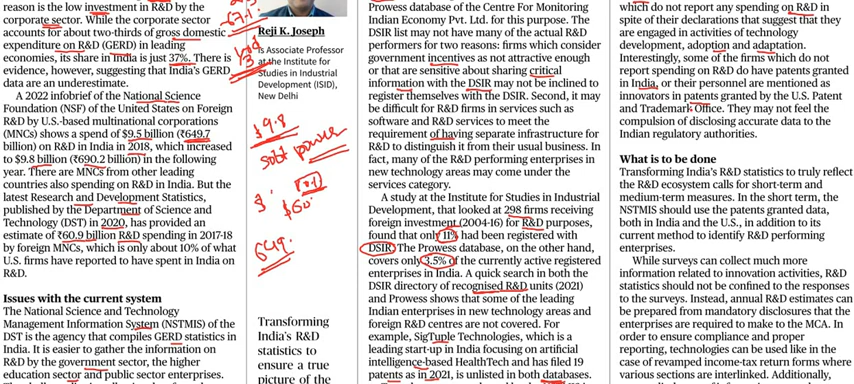 reason is the low investment in R&D by the
corporate sector. While the corporate sector
accounts for about two-thirds of gross domestic
expenditure on R&D (GERD) in leading
economies, its share in India is just 37%. There is
evidence, however, suggesting that India's GERD
data are an underestimate.
A 2022 infobrief of the National Science
Foundation (NSF) of the United States on Foreign
R&D by U.S.-based multinational corporations
(MNCs) shows a spend of $9.5 billion (₹649.7
billion) on R&D in India in 2018, which increased
to $9.8 billion (₹690.2 billion) in the following
year. There are MNCs from other leading
countries also spending on R&D in India. But the
latest Research and Development Statistics,
published by the Department of Science and
Technology (DST) in 2020, has provided an
estimate of ₹60.9 billion R&D spending in 2017-18
by foreign MNCs, which is only about 10% of what
U.S. firms have reported to have spent in India on
R&D.
Issues with the current system
The National Science and Technology
Management Information System (NSTMIS) of the
DST is the agency that compiles GERD statistics
in India. It is easier to gather the information on
R&D by the government sector, the higher
education sector and public sector enterprises.
Reji K. Joseph
is Associate Professor
at the Institute for
Studies in Industrial
Development (ISID),
New Delhi
$9.8
soft power
$60
649
Transforming
India's R&D
statistics to
ensure a true
picture of the
Prowess database of the Centre For Monitoring
Indian Economy Pvt. Ltd. for this purpose. The
DSIR list may not have many of the actual R&D
performers for two reasons: firms which consider
government incentives as not attractive enough
or that are sensitive about sharing critical
information with the DSIR may not be inclined to
register themselves with the DSIR. Second, it may
be difficult for R&D firms in services such as
software and R&D services to meet the
requirement of having separate infrastructure for
R&D to distinguish it from their usual business. In
fact, many of the R&D performing enterprises in
new technology areas may come under the
services category.
A study at the Institute for Studies in Industrial
Development, that looked at 298 firms receiving
foreign investment (2004-16) for R&D purposes,
found that only 11% had been registered with
DSIR. The Prowess database, on the other hand,
covers only 3.5% of the currently active registered
enterprises in India. A quick search in both the
DSIR directory of recognised R&D units (2021)
and Prowess shows that some of the leading
Indian enterprises in new technology areas and
foreign R&D centres are not covered. For
example, SigTuple Technologies, which is a
leading start-up in India focusing on artificial
intelligence-based HealthTech and has filed 19
patents as in 2021, is unlisted in both databases.
which do not report any spending on R&D in
spite of their declarations that suggest that they
are engaged in activities of technology
development, adoption and adaptation.
Interestingly, some of the firms which do not
report spending on R&D do have patents granted
in India, or their personnel are mentioned as
innovators in patents granted by the U.S. Patent
and Trademark Office. They may not feel the
compulsion of disclosing accurate data to the
Indian regulatory authorities.
What is to be done
Transforming India's R&D statistics to truly reflect
the R&D ecosystem calls for short-term and
medium-term measures. In the short term, the
NSTMIS should use the patents granted data,
both in India and the U.S., in addition to its
current method to identify R&D performing
enterprises.
While surveys can collect much more
information related to innovation activities, R&D
statistics should not be confined to the responses
to the surveys. Instead, annual R&D estimates can
be prepared from mandatory disclosures that the
enterprises are required to make to the MCA. In
order to ensure compliance and proper
reporting, technologies can be used like in the
case of revamped income-tax return forms where
various sections are interlinked. Additionally,